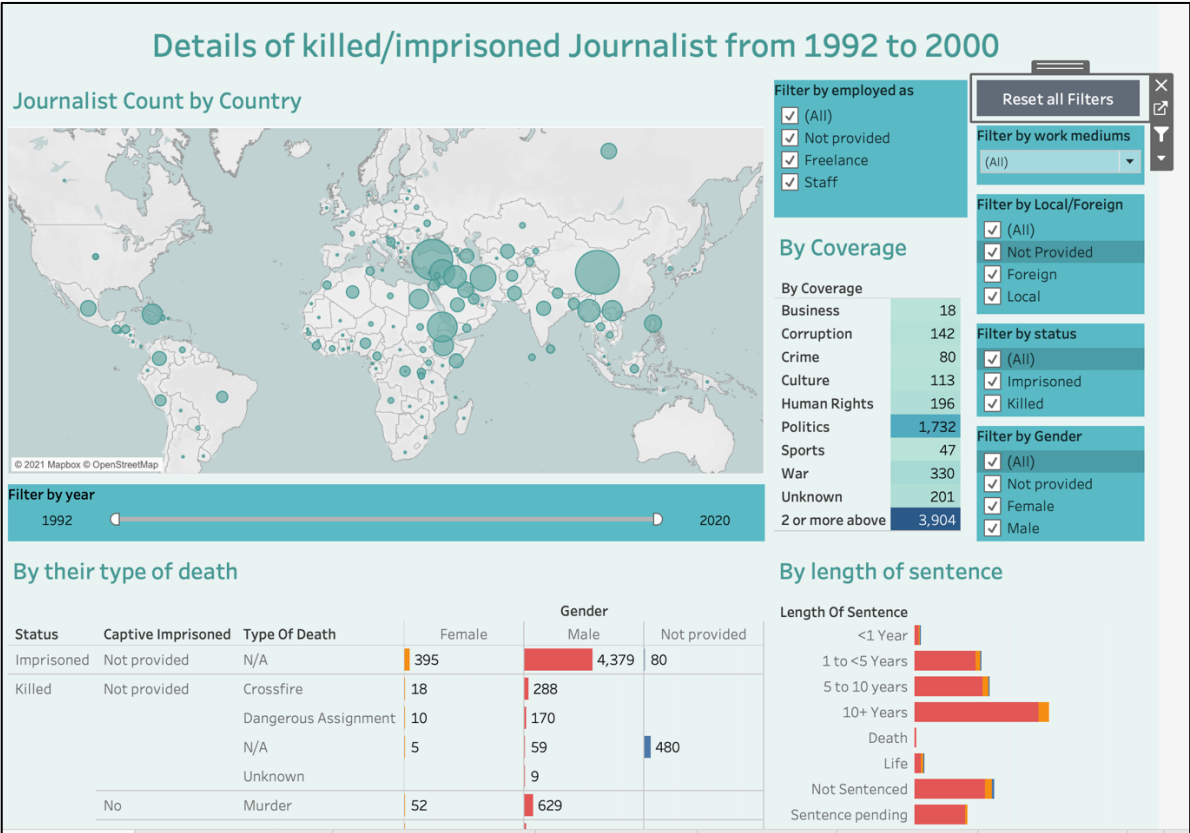 Details of killed/imprisoned Journalist from 1992 to 2000
Journalist Count by Country
© 2021 Mapbox © OpenStreetMap
Filter by year
1992
2020
Filter by employed as
(All)
Not provided
Freelance
Staff
Reset all Filters
Filter by work mediums
(All)
Filter by Local/Foreign
(All)
Not Provided
Foreign
Local
Filter by status
(All)
Imprisoned
Killed
Filter by Gender
(All)
Not provided
Female
Male
By Coverage
By Coverage
Business 18
Corruption 142
Crime 80
Culture 113
Human Rights 196
Politics 1,732
Sports 47
War 330
Unknown 201
2 or more above 3,904
By their type of death
Gender
Status Captive Imprisoned Type Of Death Female Male Not provided
Imprisoned Not provided N/A 395 4,379 80
Killed Not provided Crossfire 18 288
Dangerous Assignment 10 170
N/A 5 59 480
Unknown 9
No Murder 52 629
By length of sentence
Length Of Sentence
<1 Year
1 to <5 Years
5 to 10 years
10+ Years
Death
Life
Not Sentenced
Sentence pending